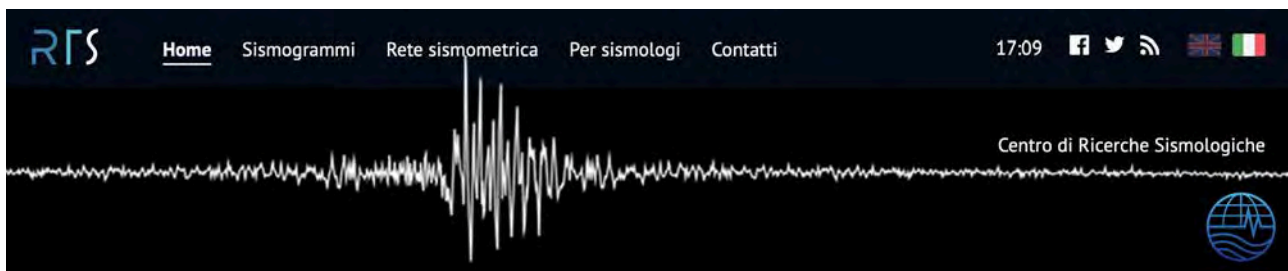 RTS Home Sismogrammi Rete sismometrica Per sismologi Contatti 17:09
Centro di Ricerche Sismologiche